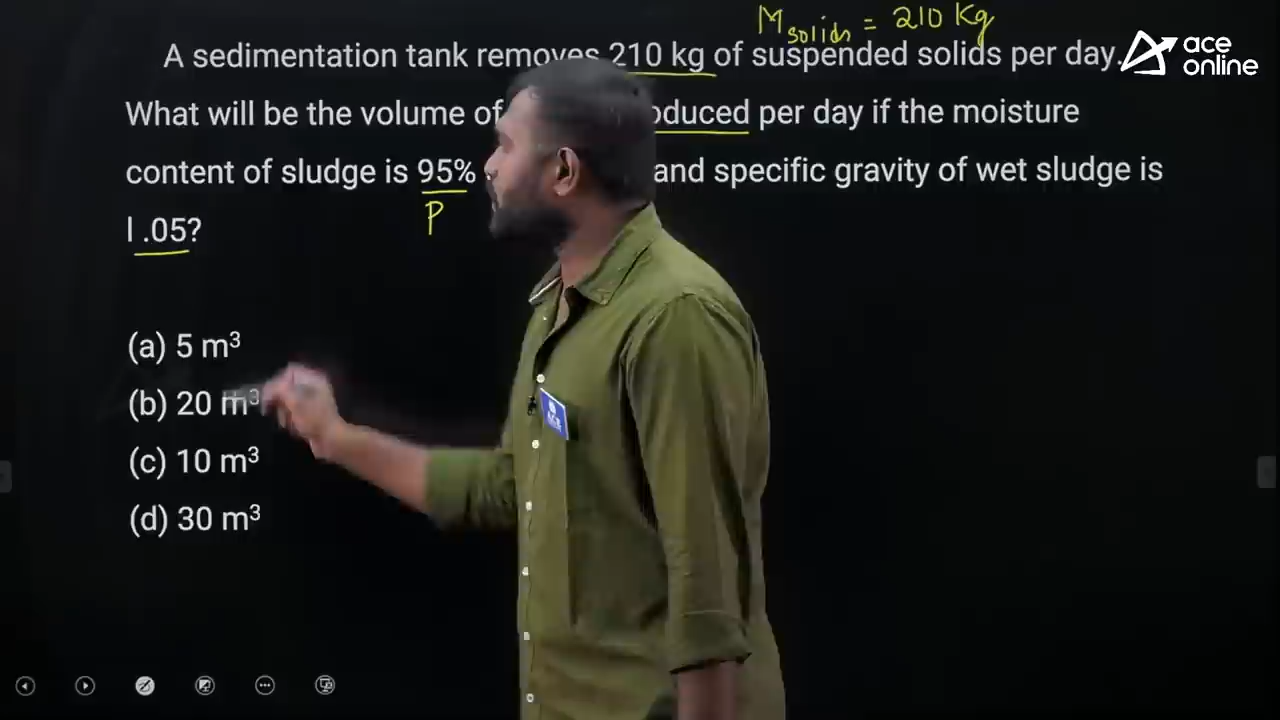 M solids = 210 Kg
A sedimentation tank removes 210 kg of suspended solids per day.
ace
online
What will be the volume of oduced per day if the moisture
content of sludge is 95% and specific gravity of wet sludge is
P
l .05?
(a) 5 m³
(b) 20 m³
(c) 10 m³
(d) 30 m³
ACE